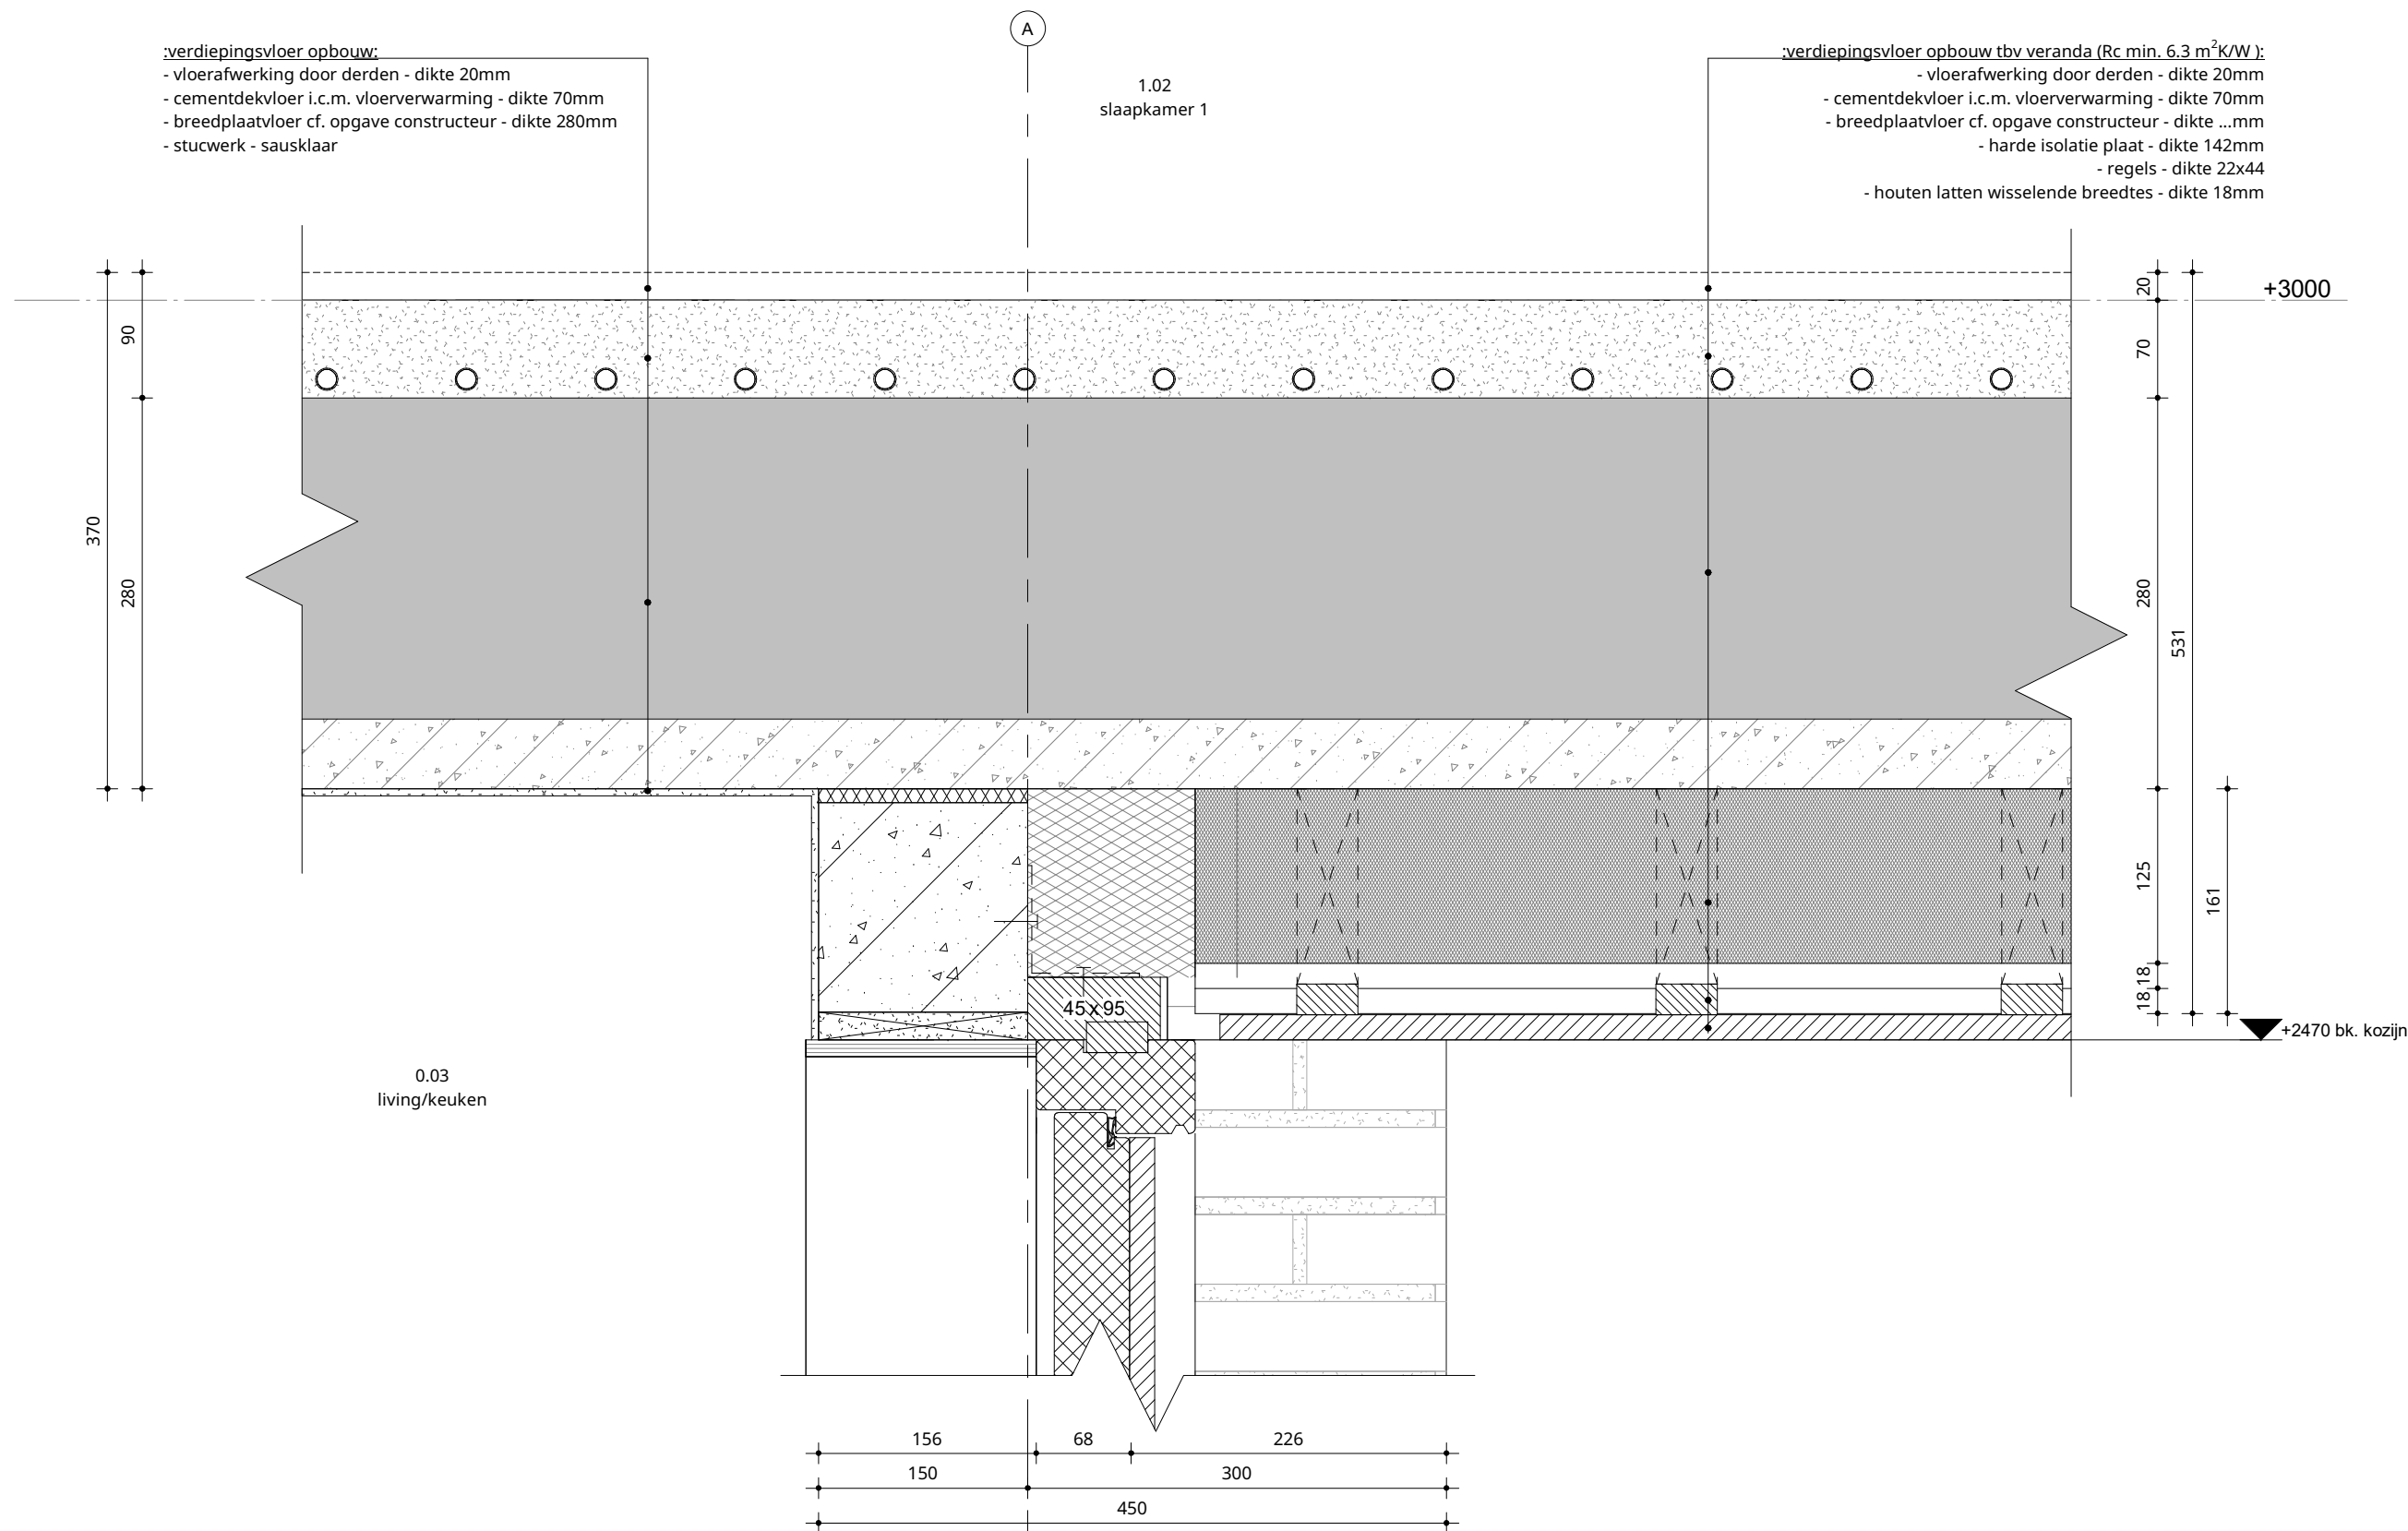 A
:verdiepingsvloer opbouw:
- vloerafwerking door derden - dikte 20mm
- cementdekvloer i.c.m. vloerverwarming - dikte 70mm
- breedplaatvloer cf. opgave constructeur - dikte 280mm
- stucwerk - sausklaar
1.02
slaapkamer 1
:verdiepingsvloer opbouw tbv veranda (Rc min. 6.3 m²K/W ):
- vloerafwerking door derden - dikte 20mm
- cementdekvloer i.c.m. vloerverwarming - dikte 70mm
- breedplaatvloer cf. opgave constructeur - dikte ...mm
- harde isolatie plaat - dikte 142mm
- regels - dikte 22x44
- houten latten wisselende breedtes - dikte 18mm
370
90
280
20
70
280
531
125
18
18
161
+3000
+2470 bk. kozijn
45x95
0.03
living/keuken
156
68
226
150
300
450